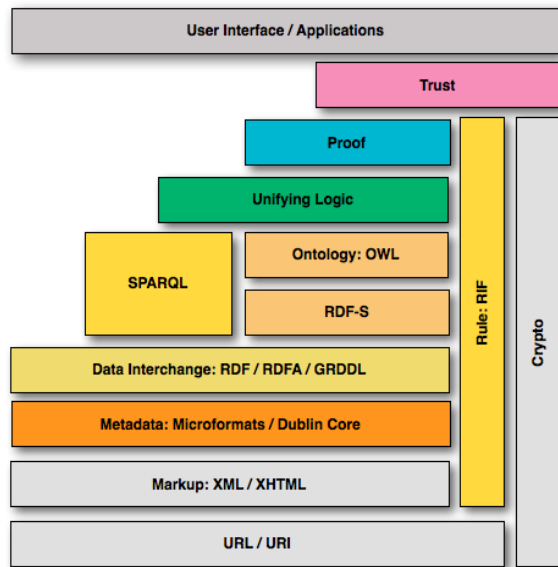 User Interface / Applications
Trust
Proof
Unifying Logic
Ontology: OWL
SPARQL
RDF-S
Rule: RIF
Crypto
Data Interchange: RDF / RDFA / GRDDL
Metadata: Microformats / Dublin Core
Markup: XML / XHTML
URL / URI